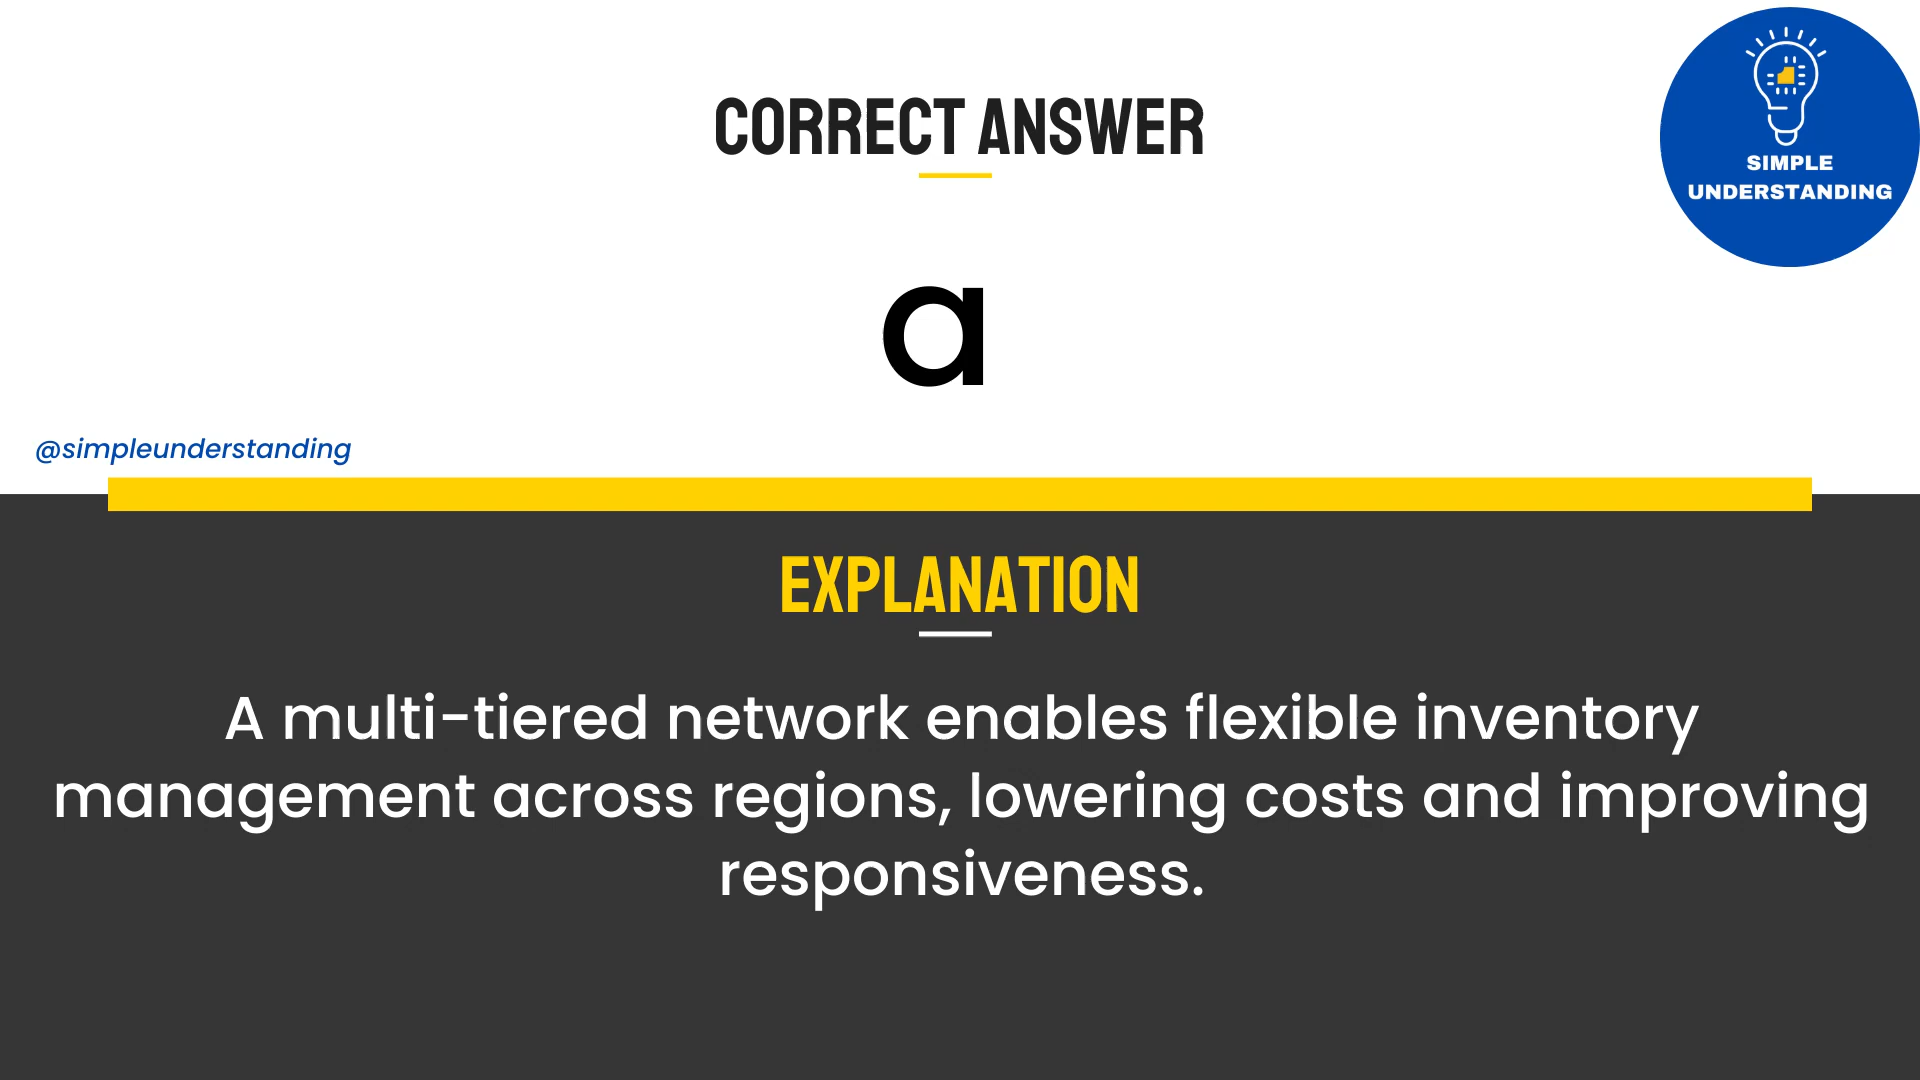 CORRECT ANSWER
SIMPLE
UNDERSTANDING
a
@simpleunderstanding
EXPLANATION
A multi-tiered network enables flexible inventory
management across regions, lowering costs and improving
responsiveness.